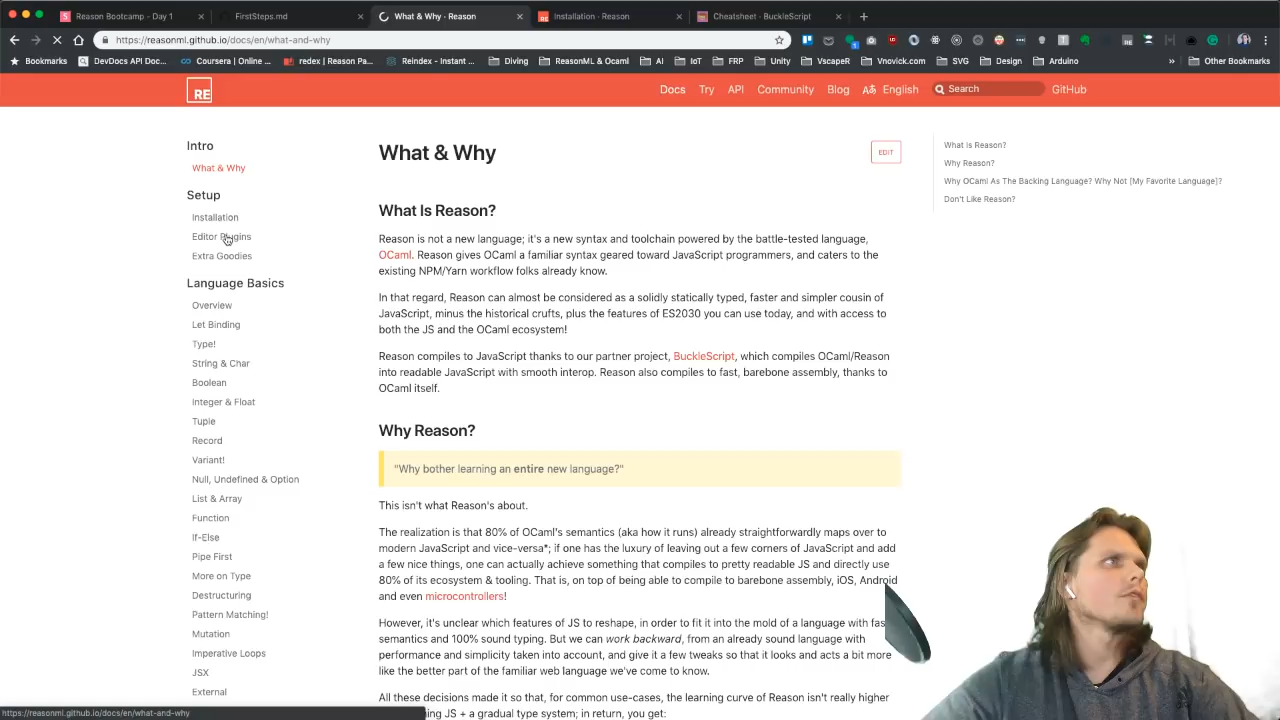 Reason Bootcamp - Day 1
FirstSteps.md
What & Why · Reason
Installation · Reason
Cheatsheet · BuckleScript
https://reasonml.github.io/docs/en/what-and-why
Bookmarks
DevDocs API Doc...
Coursera | Online ...
redex | Reason Pa...
Reindex - Instant ...
Diving
ReasonML & Ocaml
AI
IoT
FRP
Unity
VscapeR
Vnovick.com
SVG
Design
Arduino
»
Other Bookmarks
RE
Docs
Try
API
Community
Blog
English
Search
GitHub
Intro
What & Why
Setup
Installation
Editor Plugins
Extra Goodies
Language Basics
Overview
Let Binding
Type!
String & Char
Boolean
Integer & Float
Tuple
Record
Variant!
Null, Undefined & Option
List & Array
Function
If-Else
Pipe First
More on Type
Destructuring
Pattern Matching!
Mutation
Imperative Loops
JSX
External
What & Why
EDIT
What Is Reason?
Reason is not a new language; it's a new syntax and toolchain powered by the battle-tested language,
OCaml. Reason gives OCaml a familiar syntax geared toward JavaScript programmers, and caters to the
existing NPM/Yarn workflow folks already know.
In that regard, Reason can almost be considered as a solidly statically typed, faster and simpler cousin of
JavaScript, minus the historical crufts, plus the features of ES2030 you can use today, and with access to
both the JS and the OCaml ecosystem!
Reason compiles to JavaScript thanks to our partner project, BuckleScript, which compiles OCaml/Reason
into readable JavaScript with smooth interop. Reason also compiles to fast, barebone assembly, thanks to
OCaml itself.
Why Reason?
"Why bother learning an entire new language?"
This isn't what Reason's about.
The realization is that 80% of OCaml's semantics (aka how it runs) already straightforwardly maps over to
modern JavaScript and vice-versa*; if one has the luxury of leaving out a few corners of JavaScript and add
a few nice things, one can actually achieve something that compiles to pretty readable JS and directly use
80% of its ecosystem & tooling. That is, on top of being able to compile to barebone assembly, iOS, Android
and even microcontrollers!
However, it's unclear which features of JS to reshape, in order to fit it into the mold of a language with fas
semantics and 100% sound typing. But we can work backward, from an already sound language with
performance and simplicity taken into account, and give it a few tweaks so that it looks and acts a bit more
like the better part of the familiar web language we've come to know.
All these decisions made it so that, for common use-cases, the learning curve of Reason isn't really higher
ning JS + a gradual type system; in return, you get:
What Is Reason?
Why Reason?
Why OCaml As The Backing Language? Why Not [My Favorite Language]?
Don't Like Reason?
https://reasonml.github.io/docs/en/what-and-why